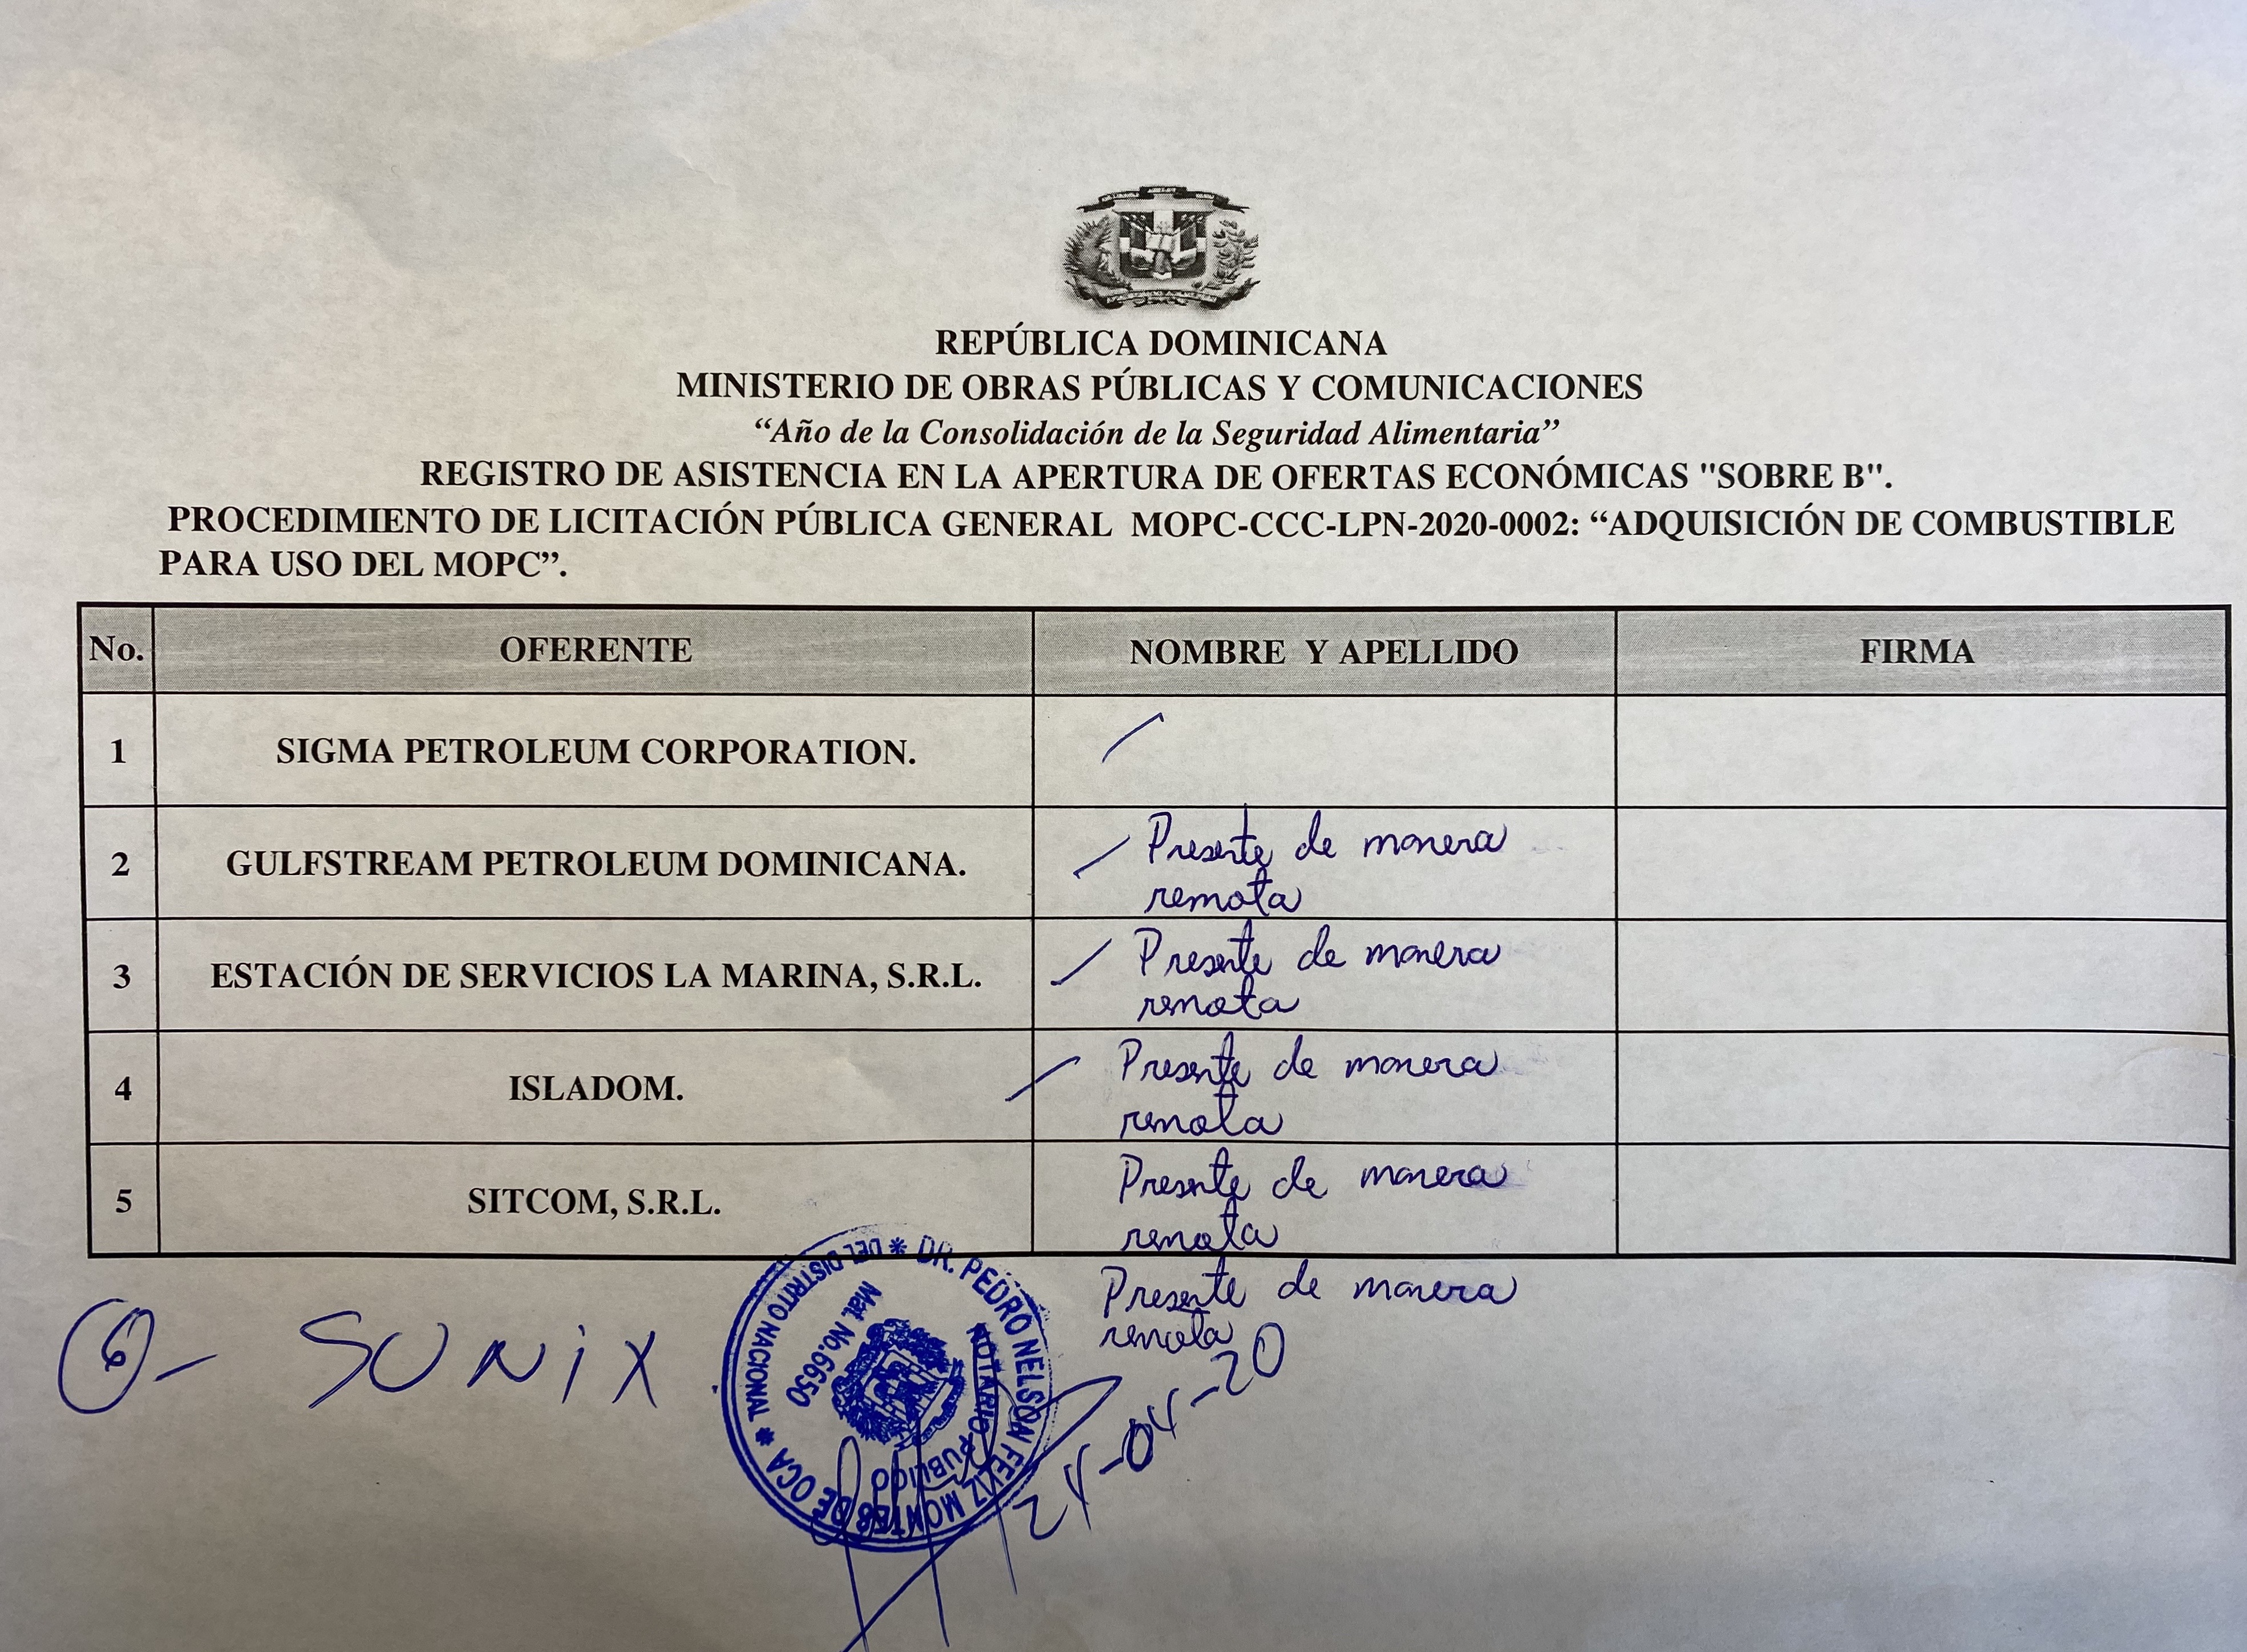 REPÚBLICA DOMINICANA
MINISTERIO DE OBRAS PÚBLICAS Y COMUNICACIONES
“Año de la Consolidación de la Seguridad Alimentaria”
REGISTRO DE ASISTENCIA EN LA APERTURA DE OFERTAS ECONÓMICAS "SOBRE B".
PROCEDIMIENTO DE LICITACIÓN PÚBLICA GENERAL MOPC-CCC-LPN-2020-0002: “ADQUISICIÓN DE COMBUSTIBLE
PARA USO DEL MOPC”.
No. OFERENTE NOMBRE Y APELLIDO FIRMA
1 SIGMA PETROLEUM CORPORATION.
2 GULFSTREAM PETROLEUM DOMINICANA. Presente de manera
remota
3 ESTACIÓN DE SERVICIOS LA MARINA, S.R.L. Presente de manera
remota
4 ISLADOM. Presente de manera
remota
5 SITCOM, S.R.L. Presente de manera
remota
6- SUNIX Presente de manera
remota
DR. PEDRO NELSON FELIZ MONTES DE OCA
NOTARIO PUBLICO
Mat. No.6650
DEL DISTRITO NACIONAL
24-04-20